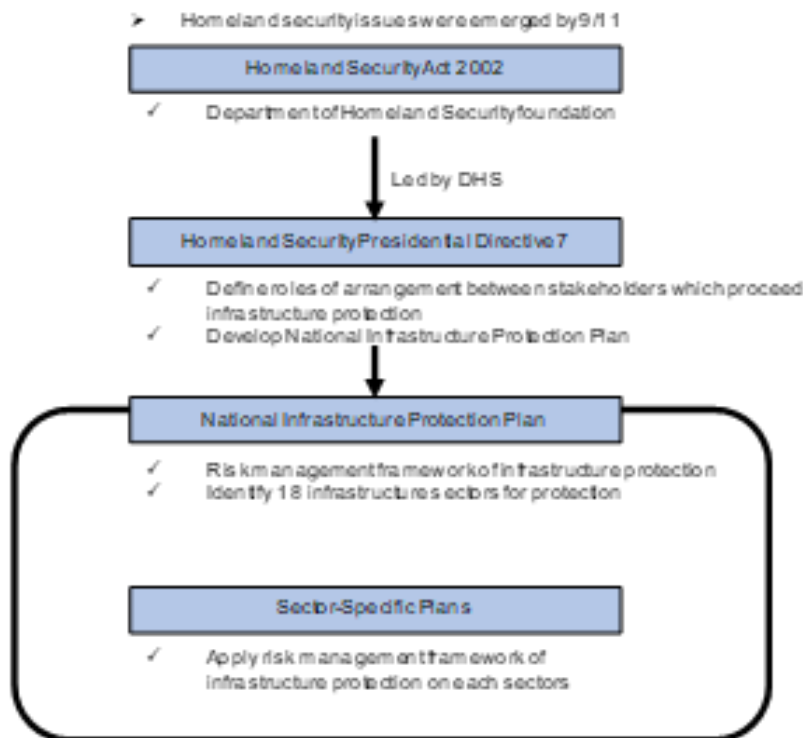 ➤ Homeland security issues were emerged by 9/11
Homeland Security Act 2002
✓ Department of Homeland Security foundation
Led by DHS
Homeland Security Presidential Directive 7
✓ Define roles of arrangement between stakeholders which proceed
infrastructure protection
✓ Develop National Infrastructure Protection Plan
National Infrastructure Protection Plan
✓ Risk management framework of infrastructure protection
✓ Identify 18 infrastructure sectors for protection
Sector-Specific Plans
✓ Apply risk management framework of
infrastructure protection on each sectors